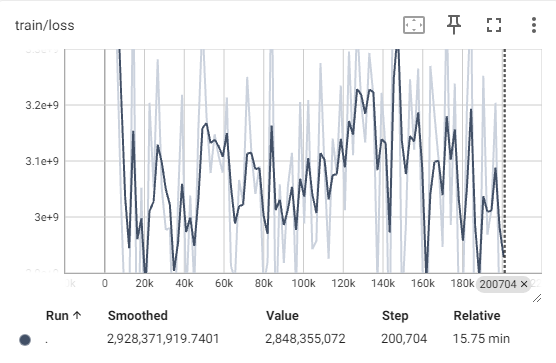 train/loss
3.2e+9
3.1e+9
3e+9
0 20k 40k 60k 80k 100k 120k 140k 160k 180k 200704 ×
Run ↑ Smoothed Value Step Relative
. 2,928,371,919.7401 2,848,355,072 200,704 15.75 min